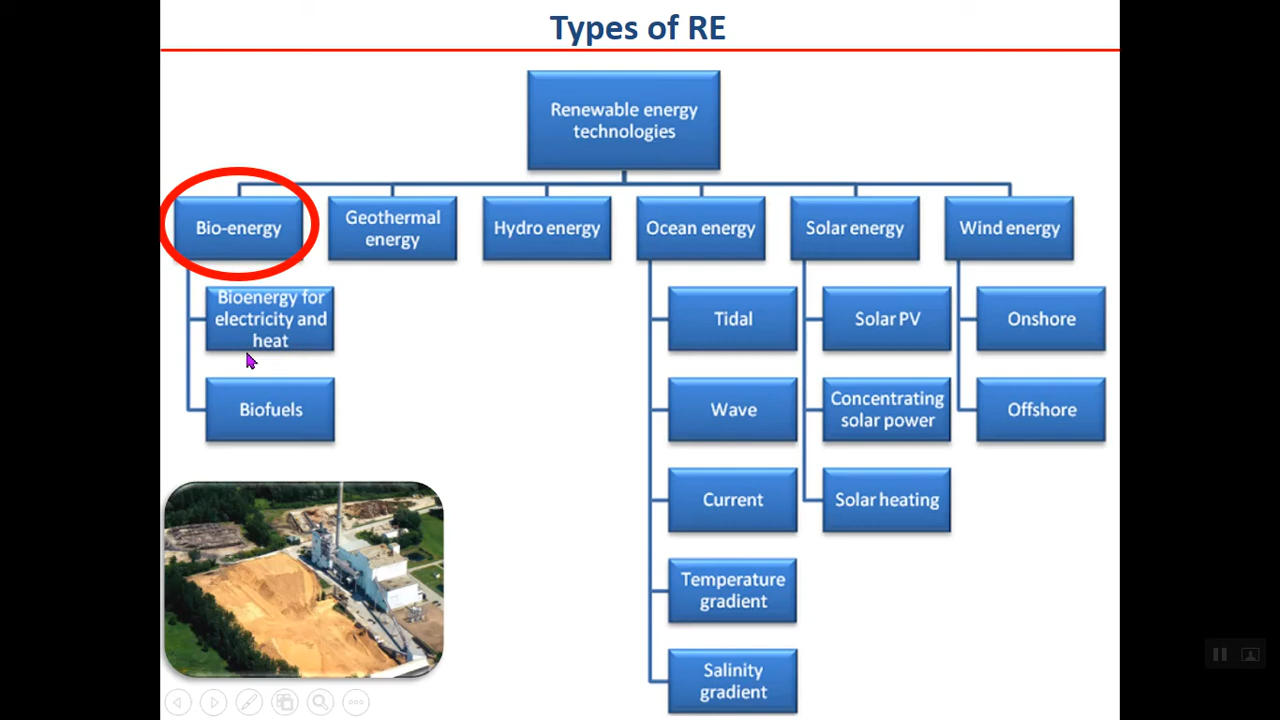 Types of RE
Renewable energy
technologies
Bio-energy
Geothermal
energy
Hydro energy
Ocean energy
Solar energy
Wind energy
Bioenergy for
electricity and
heat
Biofuels
Tidal
Wave
Current
Temperature
gradient
Salinity
gradient
Solar PV
Concentrating
solar power
Solar heating
Onshore
Offshore